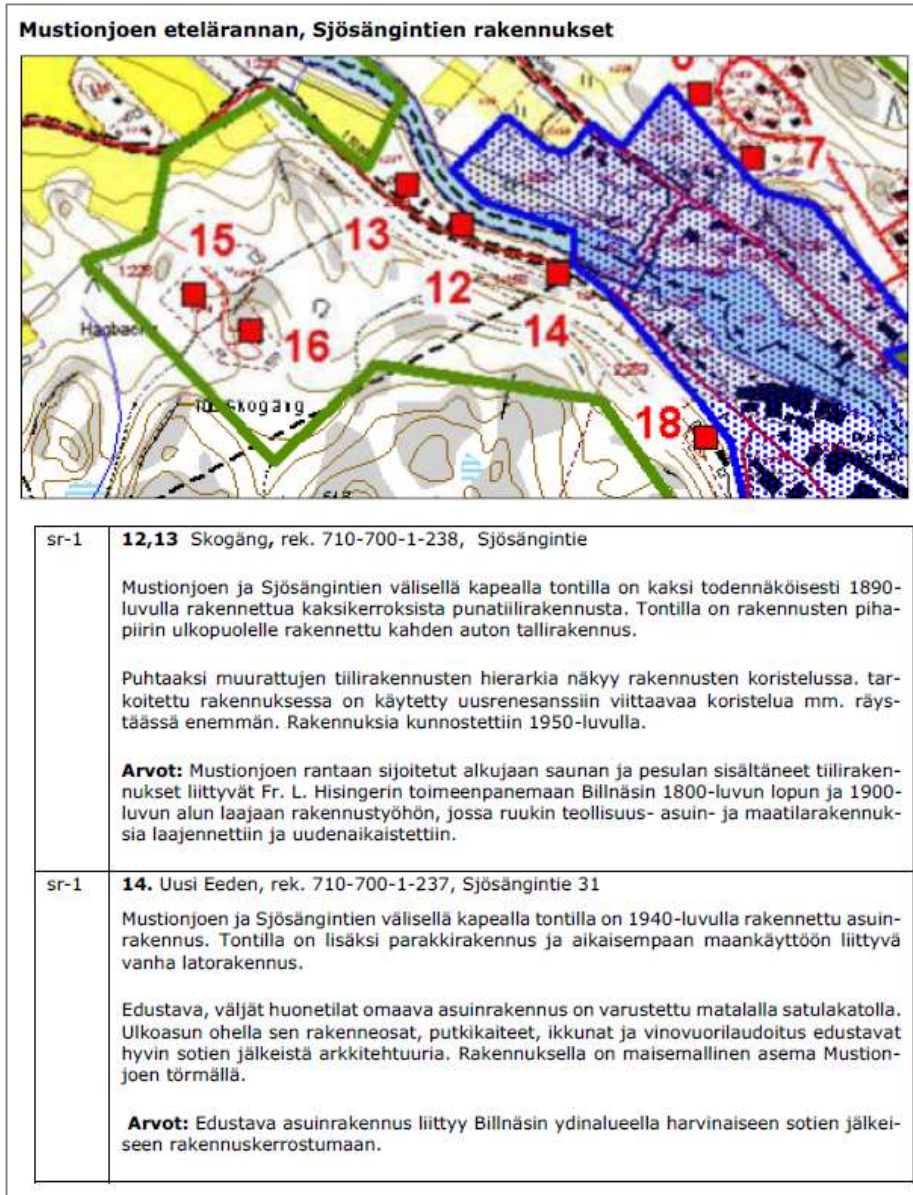 Mustionjoen etelärannan, Sjösängintien rakennukset
15
13
12
16
14
18
7
Skogäng
sr-1
12,13 Skogäng, rek. 710-700-1-238, Sjösängintie
Mustionjoen ja Sjösängintien välisellä kapealla tontilla on kaksi todennäköisesti 1890-
luvulla rakennettua kaksikerroksista punatiilirakennusta. Tontilla on rakennusten piha-
piirin ulkopuolelle rakennettu kahden auton tallirakennus.
Puhtaaksi muurattujen tiilirakennusten hierarkia näkyy rakennusten koristelussa. tar-
koitettu rakennuksessa on käytetty uusrenesanssiin viittaavaa koristelua mm. räys-
täässä enemmän. Rakennuksia kunnostettiin 1950-luvulla.
Arvot: Mustionjoen rantaan sijoitetut alkujaan saunan ja pesulan sisältäneet tiiliraken-
nukset liittyvät Fr. L. Hisingerin toimeenpanemaan Billnäsin 1800-luvun lopun ja 1900-
luvun alun laajaan rakennustyöhön, jossa ruukin teollisuus- asuin- ja maatilarakennuk-
sia laajennettiin ja uudenaikaistettiin.
sr-1
14. Uusi Eeden, rek. 710-700-1-237, Sjösängintie 31
Mustionjoen ja Sjösängintien välisellä kapealla tontilla on 1940-luvulla rakennettu asuin-
rakennus. Tontilla on lisäksi parakkirakennus ja aikaisempaan maankäyttöön liittyvä
vanha latorakennus.
Edustava, väljät huonetilat omaava asuinrakennus on varustettu matalalla satulakatolla.
Ulkoasun ohella sen rakenneosat, putkikaiteet, ikkunat ja vinovuorilaudoitus edustavat
hyvin sotien jälkeistä arkkitehtuuria. Rakennuksella on maisemallinen asema Mustion-
joen törmällä.
Arvot: Edustava asuinrakennus liittyy Billnäsin ydinalueella harvinaiseen sotien jälkei-
seen rakennuskerrostumaan.